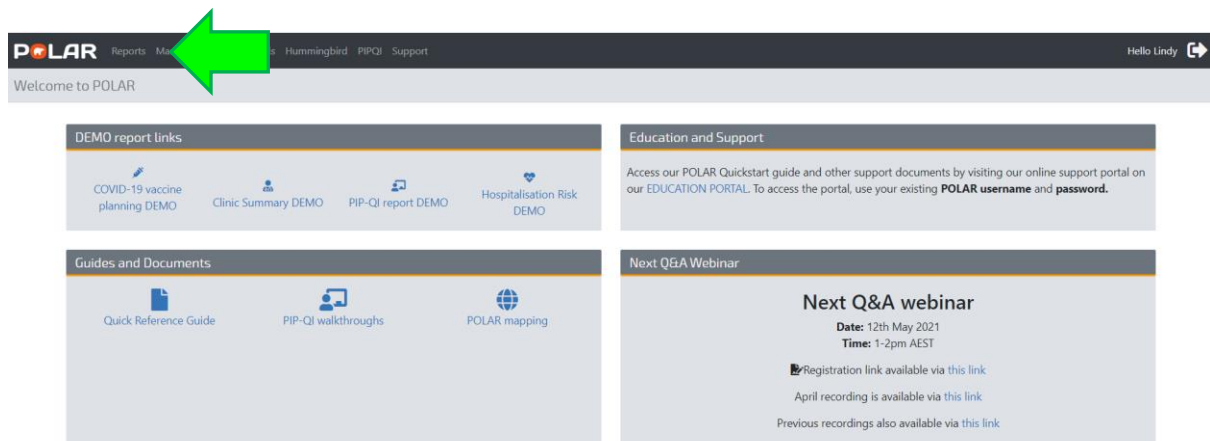 POLAR Reports Hummingbird PIPQI Support Hello Lindy
Welcome to POLAR
DEMO report links
COVID-19 vaccine
planning DEMO
Clinic Summary DEMO
PIP-QI report DEMO
Hospitalisation Risk
DEMO
Education and Support
Access our POLAR Quickstart guide and other support documents by visiting our online support portal on
our EDUCATION PORTAL. To access the portal, use your existing POLAR username and password.
Guides and Documents
Quick Reference Guide
PIP-QI walkthroughs
POLAR mapping
Next Q&A Webinar
Next Q&A webinar
Date: 12th May 2021
Time: 1-2pm AEST
Registration link available via this link
April recording is available via this link
Previous recordings also available via this link